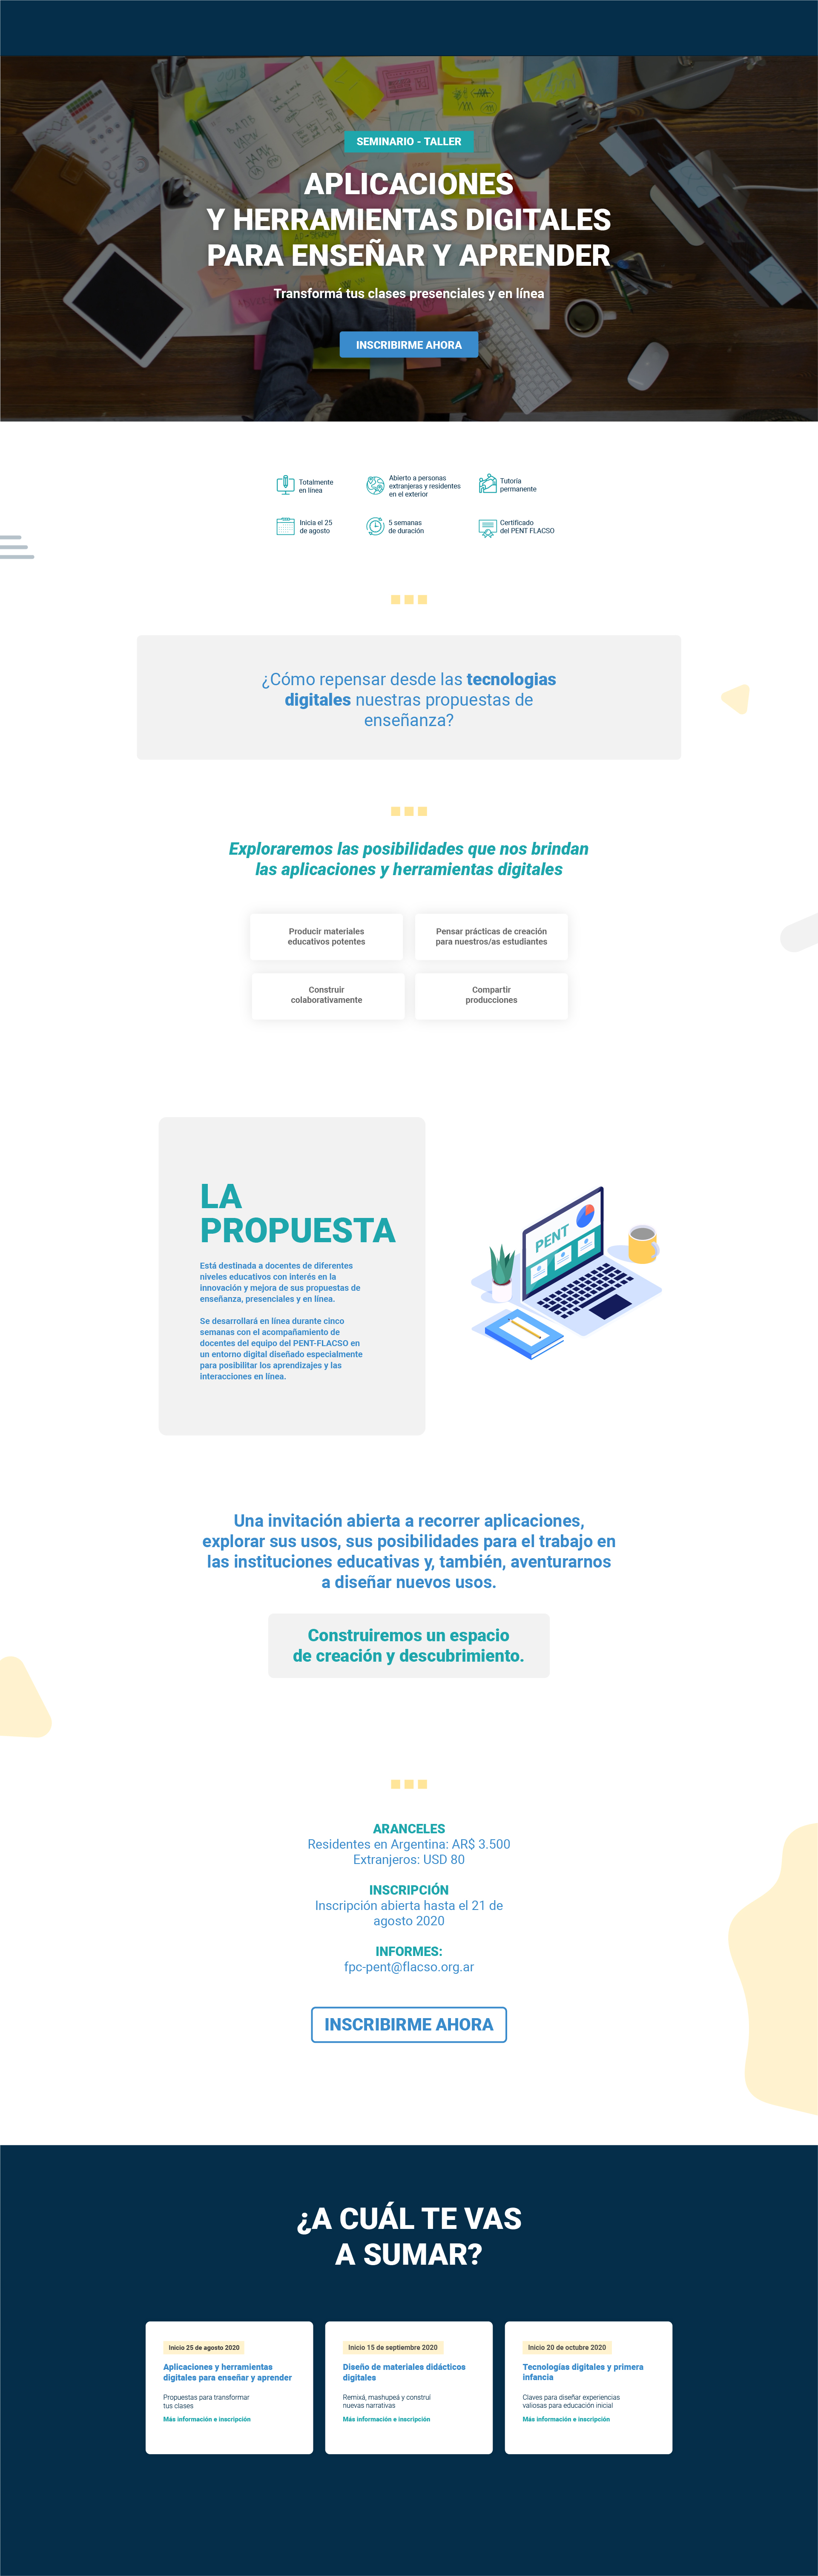 SEMINARIO - TALLER
APLICACIONES
Y HERRAMIENTAS DIGITALES
PARA ENSEÑAR Y APRENDER
Transformá tus clases presenciales y en línea
INSCRIBIRME AHORA
Totalmente
en línea
Abierto a personas
extranjeras y residentes
en el exterior
Tutoría
permanente
Inicia el 25
de agosto
5 semanas
de duración
Certificado
del PENT FLACSO
¿Cómo repensar desde las tecnologias
digitales nuestras propuestas de
enseñanza?
Exploraremos las posibilidades que nos brindan
las aplicaciones y herramientas digitales
Producir materiales
educativos potentes
Pensar prácticas de creación
para nuestros/as estudiantes
Construir
colaborativamente
Compartir
producciones
LA
PROPUESTA
Está destinada a docentes de diferentes
niveles educativos con interés en la
innovación y mejora de sus propuestas de
enseñanza, presenciales y en línea.
Se desarrollará en línea durante cinco
semanas con el acompañamiento de
docentes del equipo del PENT-FLACSO en
un entorno digital diseñado especialmente
para posibilitar los aprendizajes y las
interacciones en línea.
PENT
Una invitación abierta a recorrer aplicaciones,
explorar sus usos, sus posibilidades para el trabajo en
las instituciones educativas y, también, aventurarnos
a diseñar nuevos usos.
Construiremos un espacio
de creación y descubrimiento.
ARANCELES
Residentes en Argentina: AR$ 3.500
Extranjeros: USD 80
INSCRIPCIÓN
Inscripción abierta hasta el 21 de
agosto 2020
INFORMES:
fpc-pent@flacso.org.ar
INSCRIBIRME AHORA
¿A CUÁL TE VAS
A SUMAR?
Inicio 25 de agosto 2020
Aplicaciones y herramientas
digitales para enseñar y aprender
Propuestas para transformar
tus clases
Más información e inscripción
Inicio 15 de septiembre 2020
Diseño de materiales didácticos
digitales
Remixá, mashupeá y construí
nuevas narrativas
Más información e inscripción
Inicio 20 de octubre 2020
Tecnologías digitales y primera
infancia
Claves para diseñar experiencias
valiosas para educación inicial
Más información e inscripción